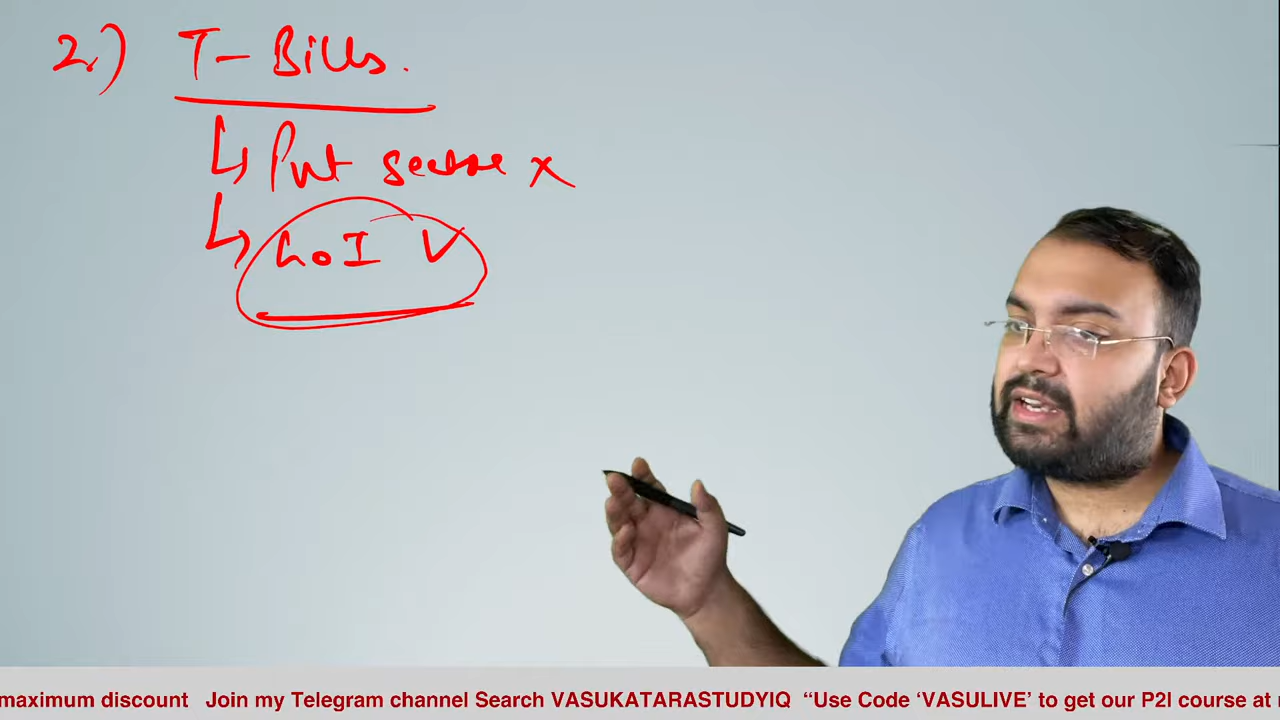 2.) T- Bills.
↳ Pvt sector x
↳ GoI ✓
maximum discount Join my Telegram channel Search VASUKATARASTUDYIQ “Use Code ‘VASULIVE’ to get our P2I course at